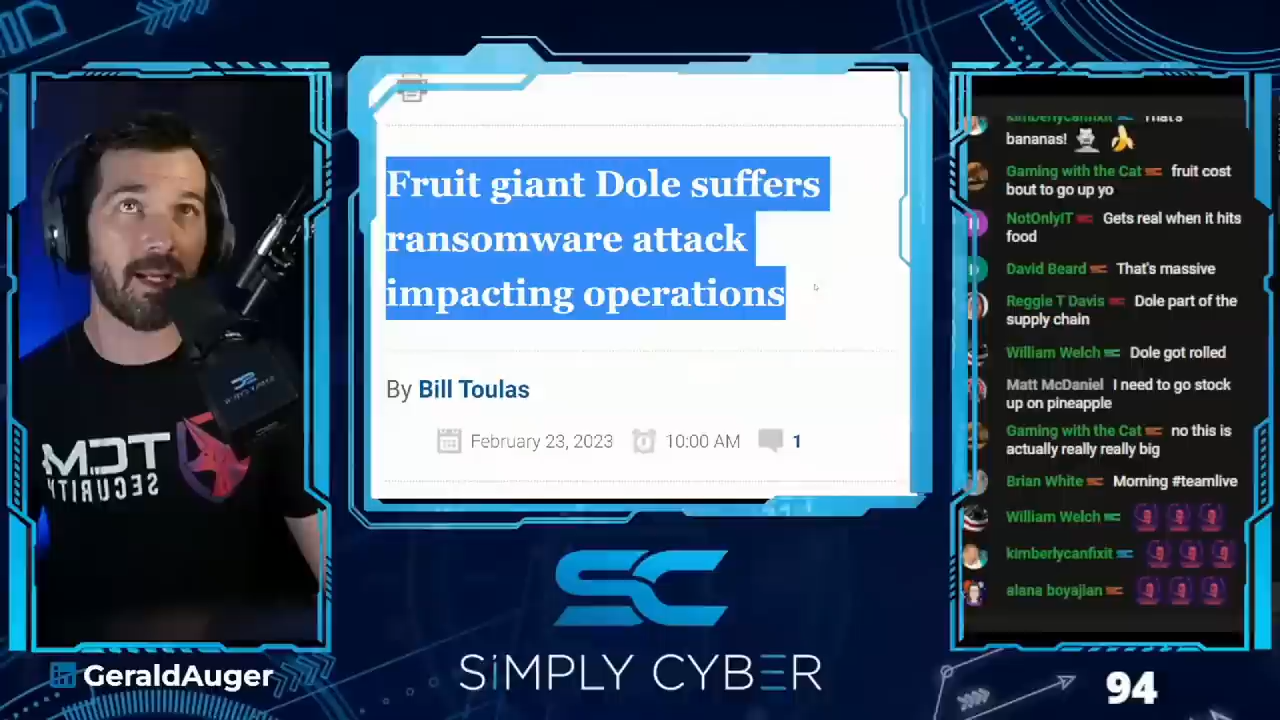 Fruit giant Dole suffers
ransomware attack
impacting operations
By Bill Toulas
February 23, 2023 10:00 AM 1
TCM
SECURITY
SC
SiMPLY CYBER
GeraldAuger
kimberlycanfixit That's
bananas!
Gaming with the Cat fruit cost
bout to go up yo
NotOnlyIT Gets real when it hits
food
David Beard That's massive
Reggie T Davis Dole part of the
supply chain
William Welch Dole got rolled
Matt McDaniel I need to go stock
up on pineapple
Gaming with the Cat no this is
actually really really big
Brian White Morning #teamlive
William Welch
kimberlycanfixit
alana boyajian
94